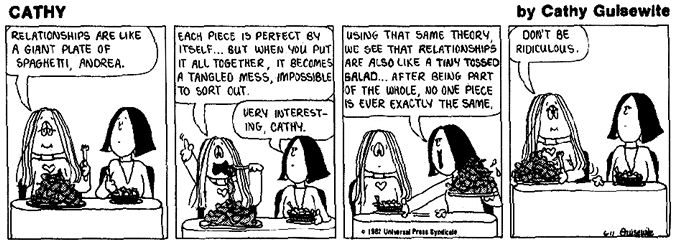 CATHY
by Cathy Guisewite
RELATIONSHIPS ARE LIKE
A GIANT PLATE OF
SPAGHETTI, ANDREA.
EACH PIECE IS PERFECT BY
ITSELF... BUT WHEN YOU PUT
IT ALL TOGETHER, IT BECOMES
A TANGLED MESS, IMPOSSIBLE
TO SORT OUT.
VERY INTEREST-
ING, CATHY.
USING THAT SAME THEORY,
WE SEE THAT RELATIONSHIPS
ARE ALSO LIKE A TINY TOSSED
SALAD... AFTER BEING PART
OF THE WHOLE, NO ONE PIECE
IS EVER EXACTLY THE SAME.
© 1982 Universal Press Syndicate
DON'T BE
RIDICULOUS.
6-11 Guisewite